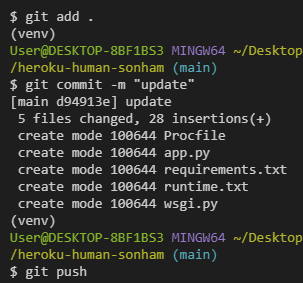 $ git add .
(venv)
User@DESKTOP-8BF1BS3 MINGW64 ~/Desktop
/heroku-human-sonham (main)
$ git commit -m "update"
[main d94913e] update
 5 files changed, 28 insertions(+)
 create mode 100644 Procfile
 create mode 100644 app.py
 create mode 100644 requirements.txt
 create mode 100644 runtime.txt
 create mode 100644 wsgi.py
(venv)
User@DESKTOP-8BF1BS3 MINGW64 ~/Desktop
/heroku-human-sonham (main)
$ git push